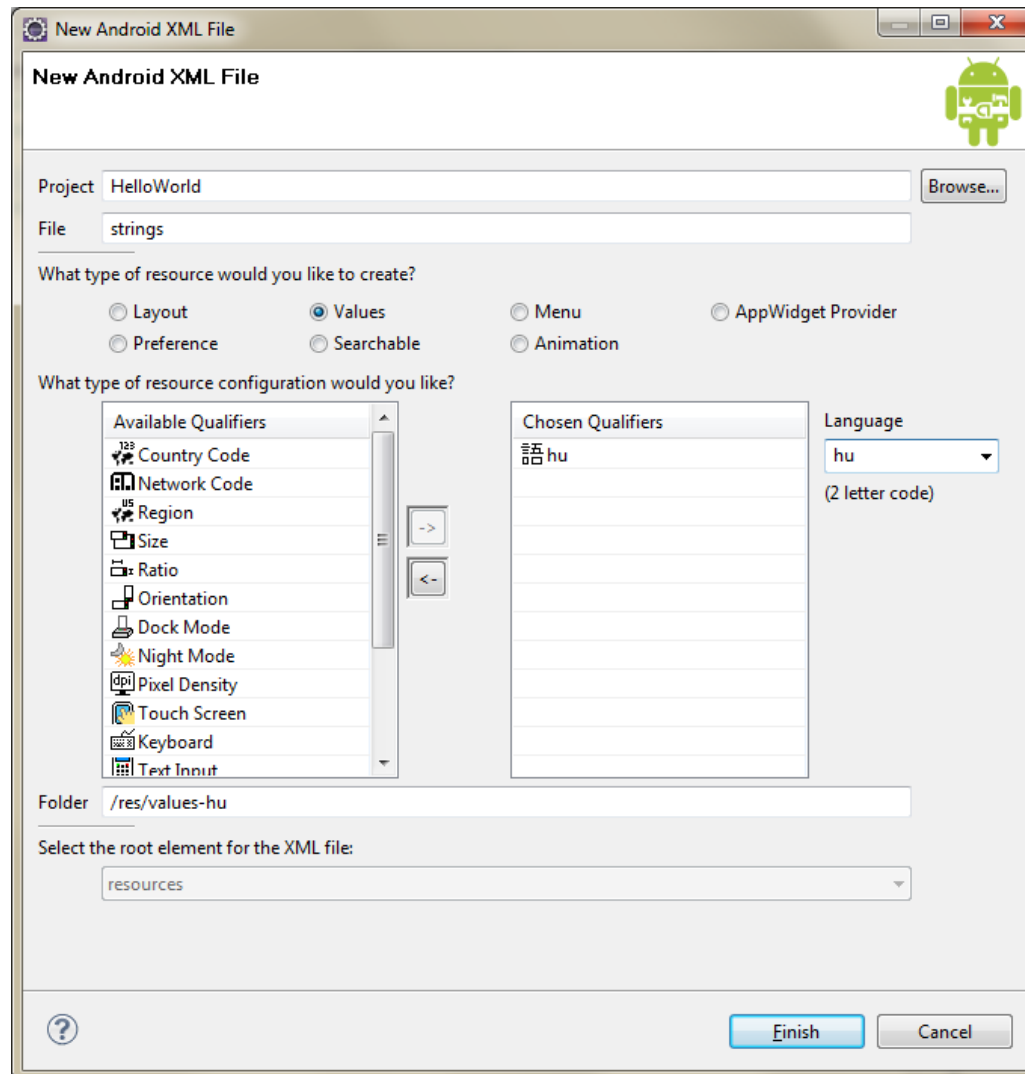 New Android XML File
New Android XML File
Project HelloWorld Browse...
File strings
What type of resource would you like to create?
Layout Values Menu AppWidget Provider
Preference Searchable Animation
What type of resource configuration would you like?
Available Qualifiers
123 Country Code
Network Code
US Region
Size
Ratio
Orientation
Dock Mode
Night Mode
dpi Pixel Density
Touch Screen
Keyboard
Text Input
->
<-
Chosen Qualifiers
語 hu
Language
hu
(2 letter code)
Folder /res/values-hu
Select the root element for the XML file:
resources
? Finish Cancel